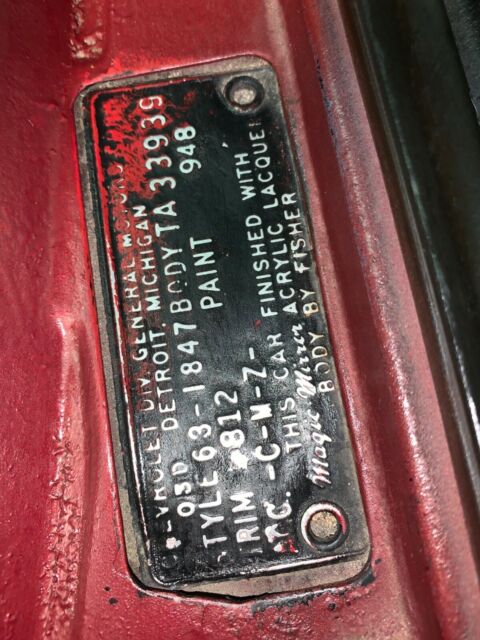 CHEVROLET DIV. GENERAL MOTORS
03D DETROIT, MICHIGAN
STYLE 63-1847 BODY TA 33939
TRIM 812 PAINT 948
ACC. -C-M-Z-
THIS CAR FINISHED WITH
Magic Mirror ACRYLIC LACQUER
BODY BY FISHER